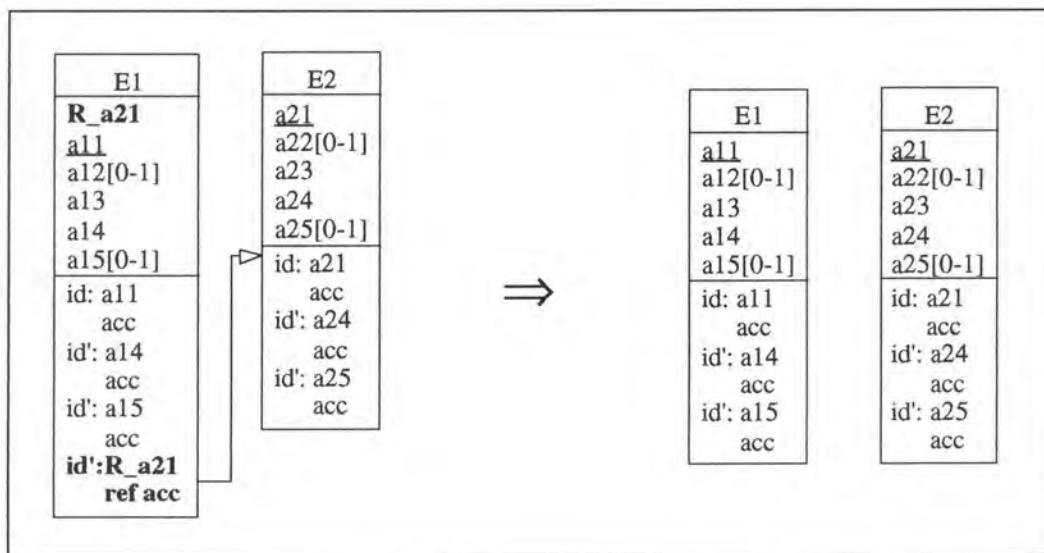 E1
R_a21
a11
a12[0-1]
a13
a14
a15[0-1]
id: a11
acc
id': a14
acc
id': a15
acc
id':R_a21
ref acc
E2
a21
a22[0-1]
a23
a24
a25[0-1]
id: a21
acc
id': a24
acc
id': a25
acc
⇒
E1
a11
a12[0-1]
a13
a14
a15[0-1]
id: a11
acc
id': a14
acc
id': a15
acc
E2
a21
a22[0-1]
a23
a24
a25[0-1]
id: a21
acc
id': a24
acc
id': a25
acc